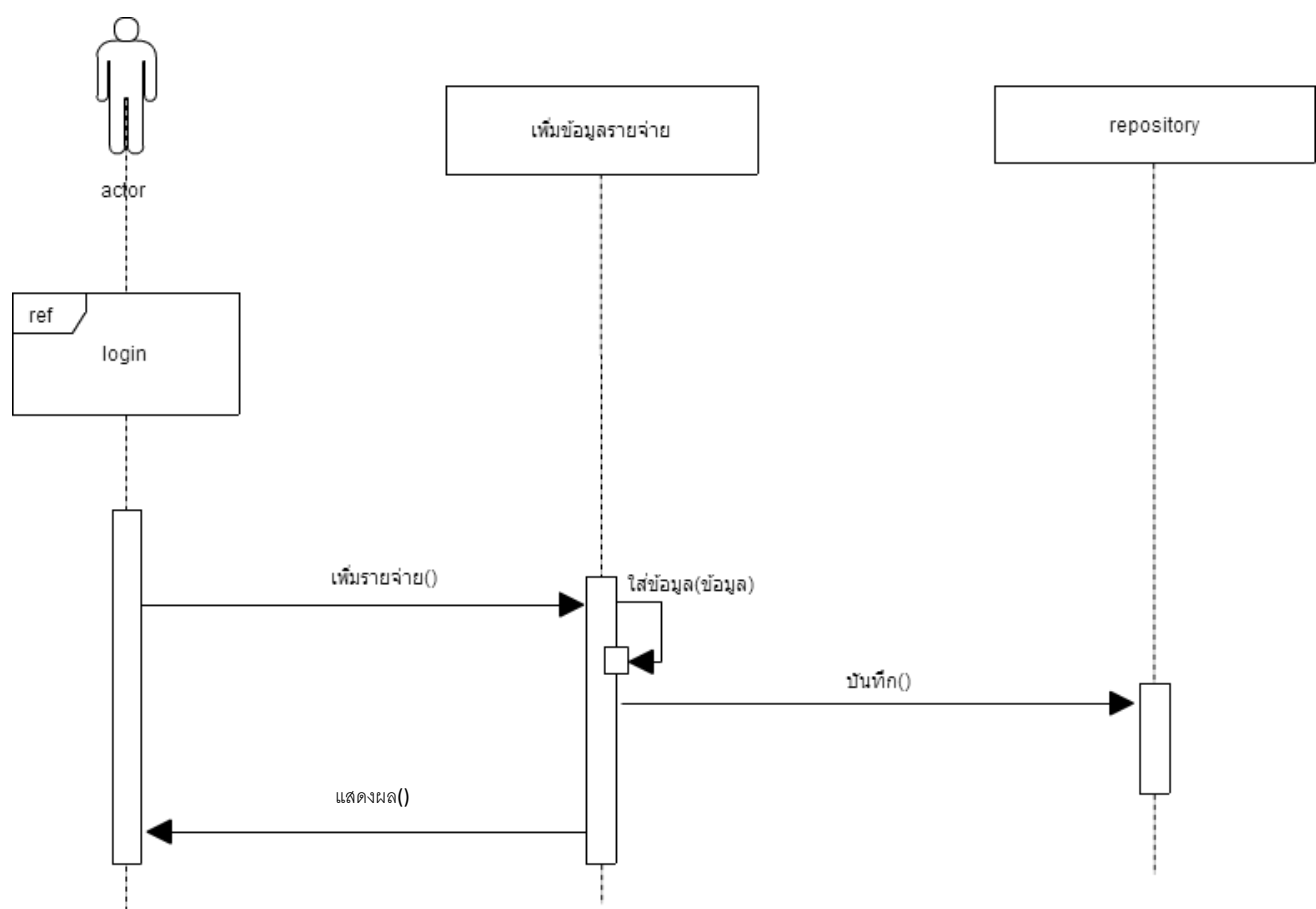 เพิ่มข้อมูลรายจ่าย
repository
actor
ref
login
เพิ่มรายจ่าย()
ใส่ข้อมูล(ข้อมูล)
บันทึก()
แสดงผล()